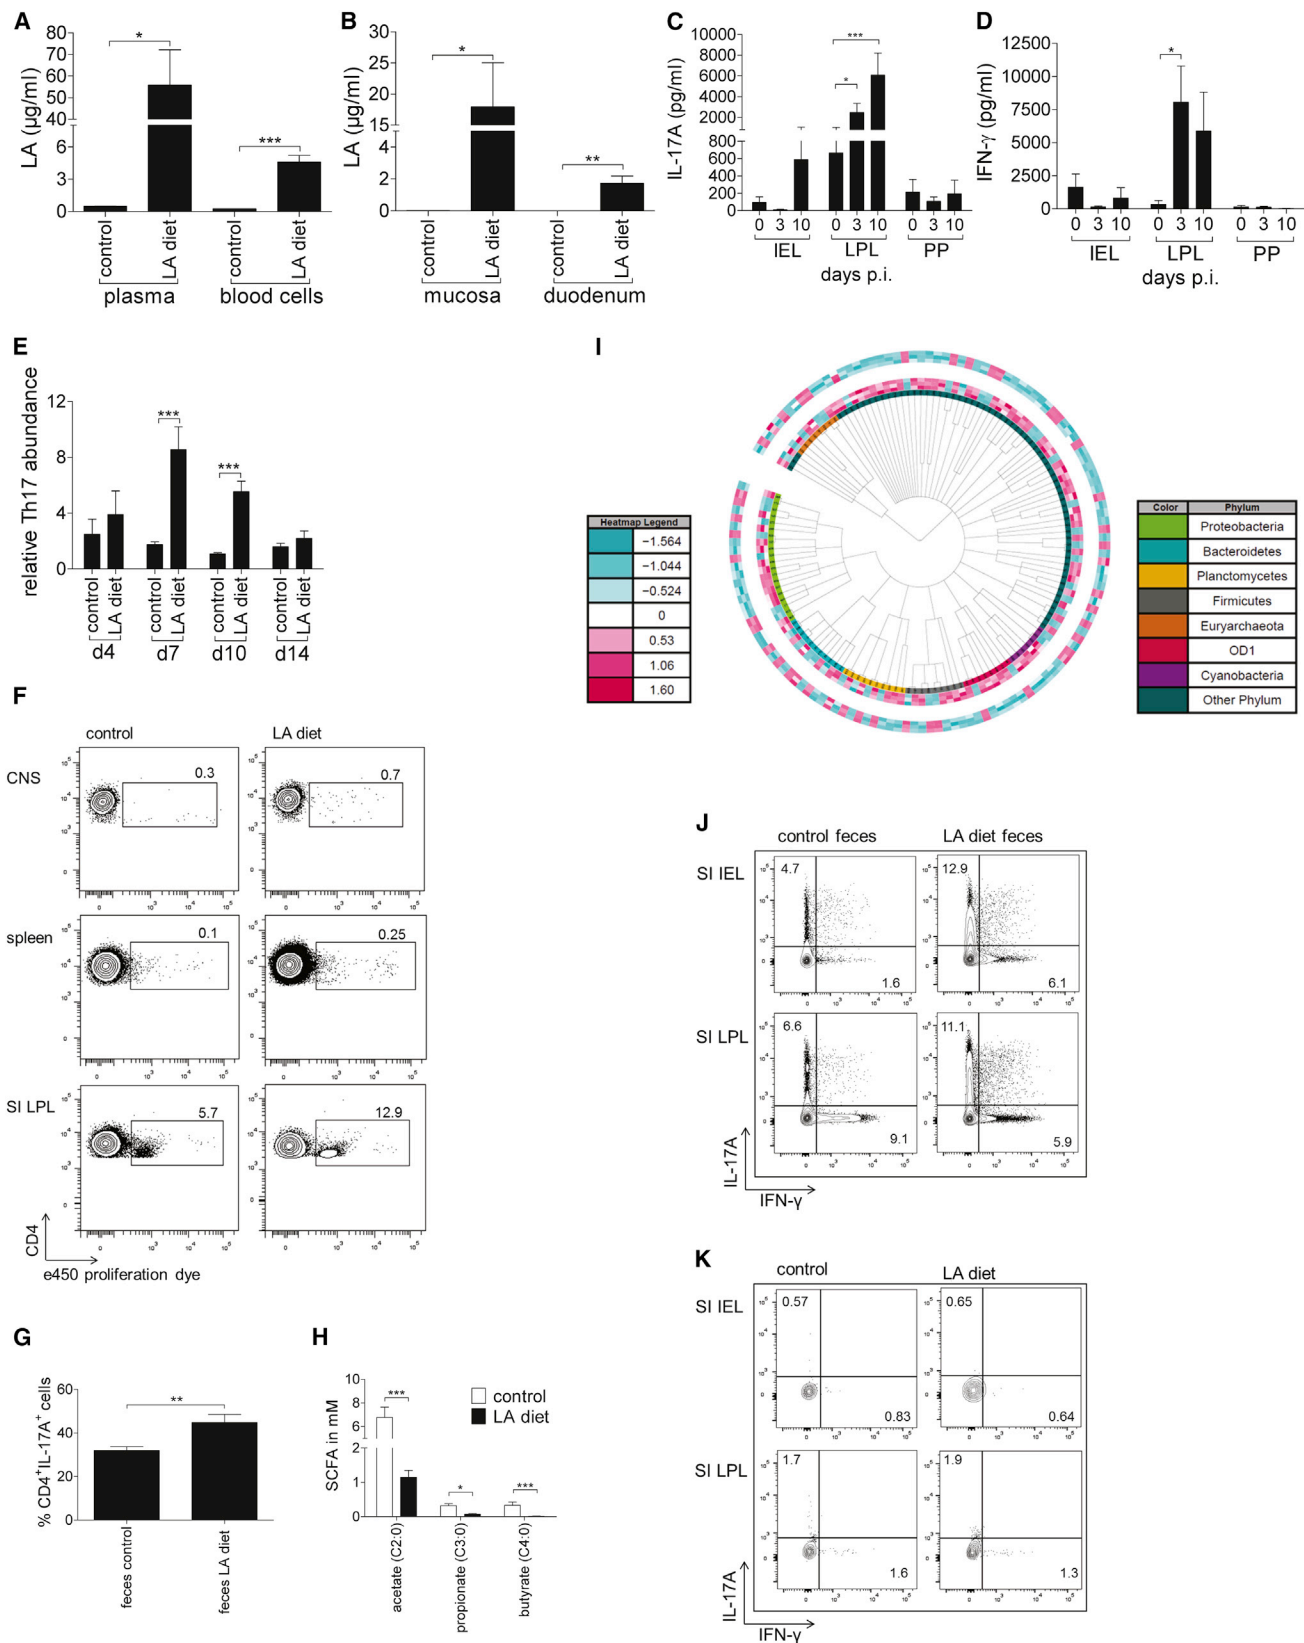 A
LA (µg/ml)
80
70
60
50
40
6
3
0
*
***
control
LA diet
control
LA diet
plasma
blood cells
B
LA (µg/ml)
30
25
20
15
4
2
0
*
**
control
LA diet
control
LA diet
mucosa
duodenum
C
IL-17A (pg/ml)
10000
8000
6000
4000
2000
800
600
400
200
0
***
*
0 3 10 0 3 10 0 3 10
IEL LPL PP
days p.i.
D
IFN-γ (pg/ml)
12500
10000
7500
5000
2500
0
*
0 3 10 0 3 10 0 3 10
IEL LPL PP
days p.i.
E
relative Th17 abundance
12
8
4
0
***
***
control
LA diet
control
LA diet
control
LA diet
control
LA diet
d4 d7 d10 d14
I
Heatmap Legend
−1.564
−1.044
−0.524
0
0.53
1.06
1.60
Color Phylum
Proteobacteria
Bacteroidetes
Planctomycetes
Firmicutes
Euryarchaeota
OD1
Cyanobacteria
Other Phylum
F
control LA diet
CNS
0.3 0.7
spleen
0.1 0.25
SI LPL
5.7 12.9
CD4
e450 proliferation dye
G
% CD4+IL-17A+ cells
60
40
20
0
**
feces control
feces LA diet
H
SCFA in mM
10
8
6
2
1
0
***
*
***
control
LA diet
acetate (C2:0)
propionate (C3:0)
butyrate (C4:0)
J
control feces LA diet feces
SI IEL
4.7 12.9
1.6 6.1
SI LPL
6.6 11.1
9.1 5.9
IL-17A
IFN-γ
K
control LA diet
SI IEL
0.57 0.65
0.83 0.64
SI LPL
1.7 1.9
1.6 1.3
IL-17A
IFN-γ